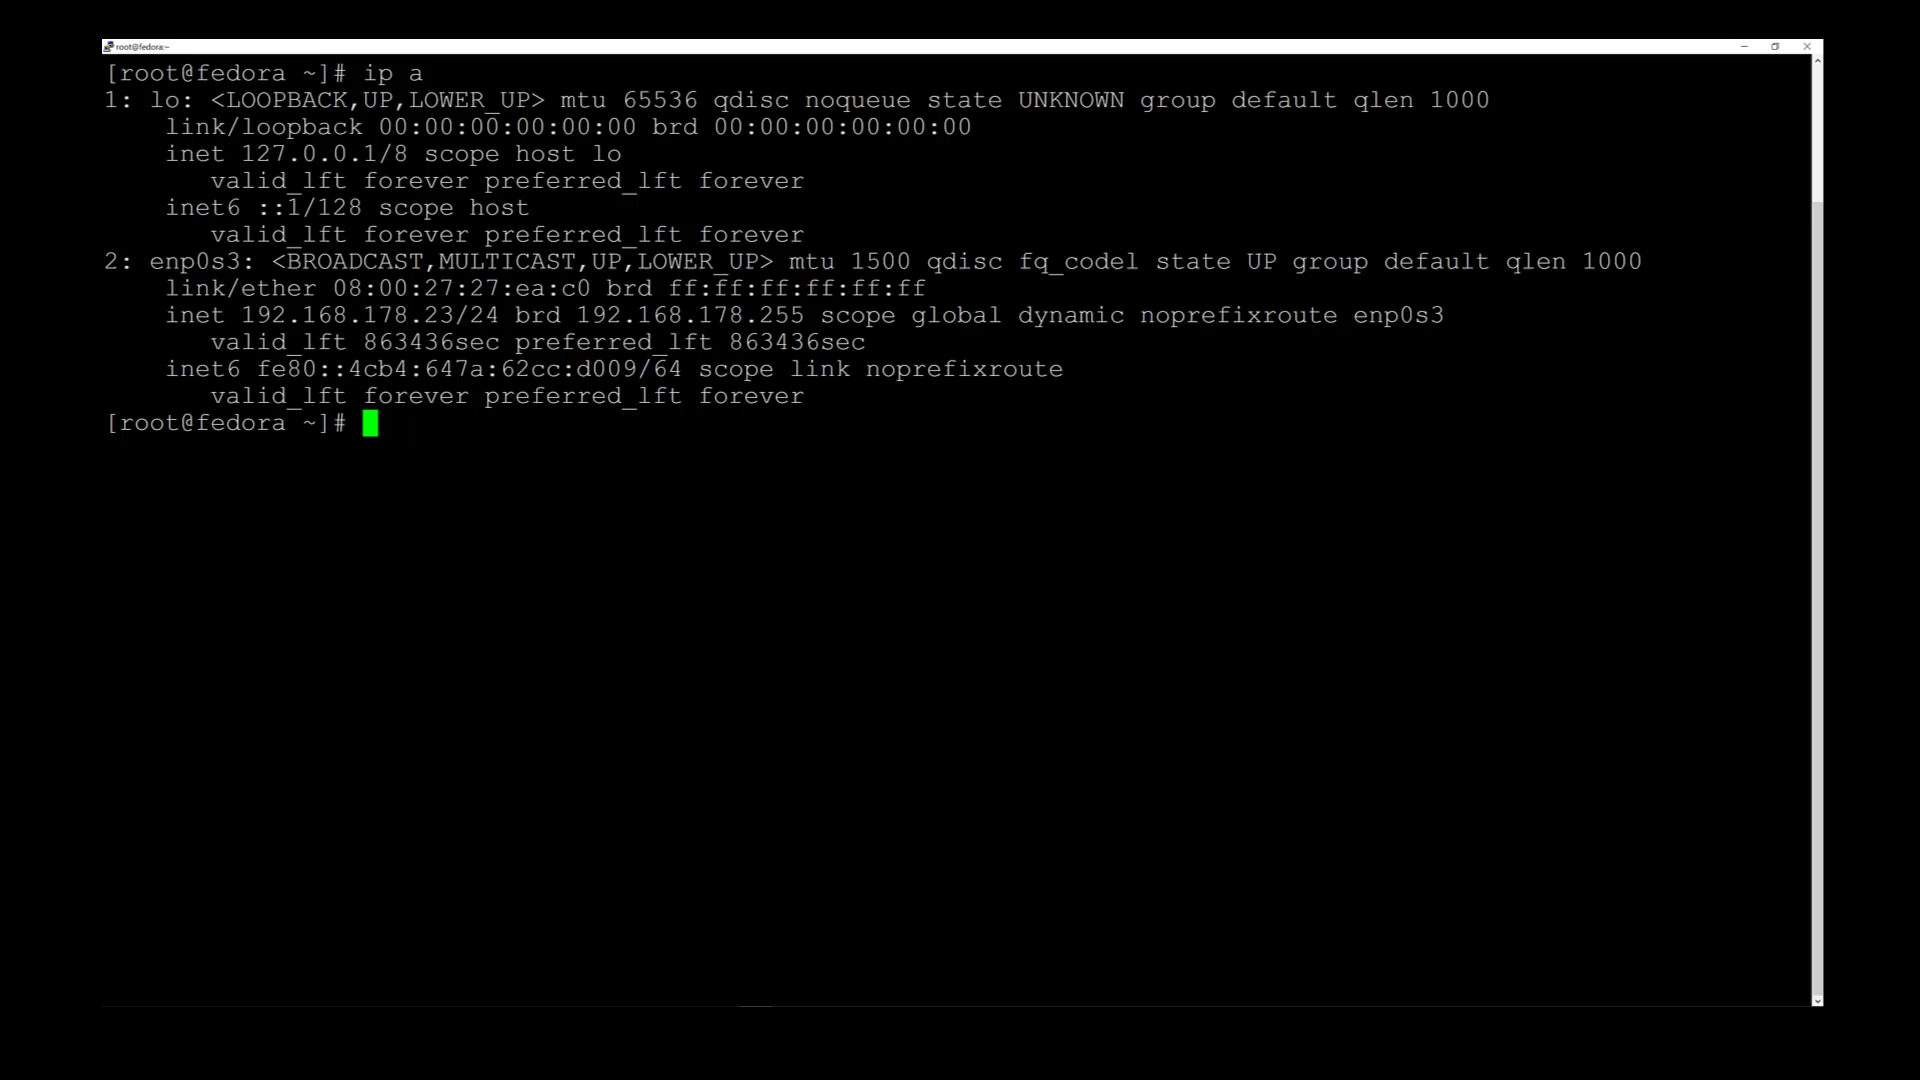 root@fedora:~
[root@fedora ~]# ip a
1: lo: <LOOPBACK,UP,LOWER_UP> mtu 65536 qdisc noqueue state UNKNOWN group default qlen 1000
    link/loopback 00:00:00:00:00:00 brd 00:00:00:00:00:00
    inet 127.0.0.1/8 scope host lo
       valid_lft forever preferred_lft forever
    inet6 ::1/128 scope host
       valid_lft forever preferred_lft forever
2: enp0s3: <BROADCAST,MULTICAST,UP,LOWER_UP> mtu 1500 qdisc fq_codel state UP group default qlen 1000
    link/ether 08:00:27:27:ea:c0 brd ff:ff:ff:ff:ff:ff
    inet 192.168.178.23/24 brd 192.168.178.255 scope global dynamic noprefixroute enp0s3
       valid_lft 863436sec preferred_lft 863436sec
    inet6 fe80::4cb4:647a:62cc:d009/64 scope link noprefixroute
       valid_lft forever preferred_lft forever
[root@fedora ~]#